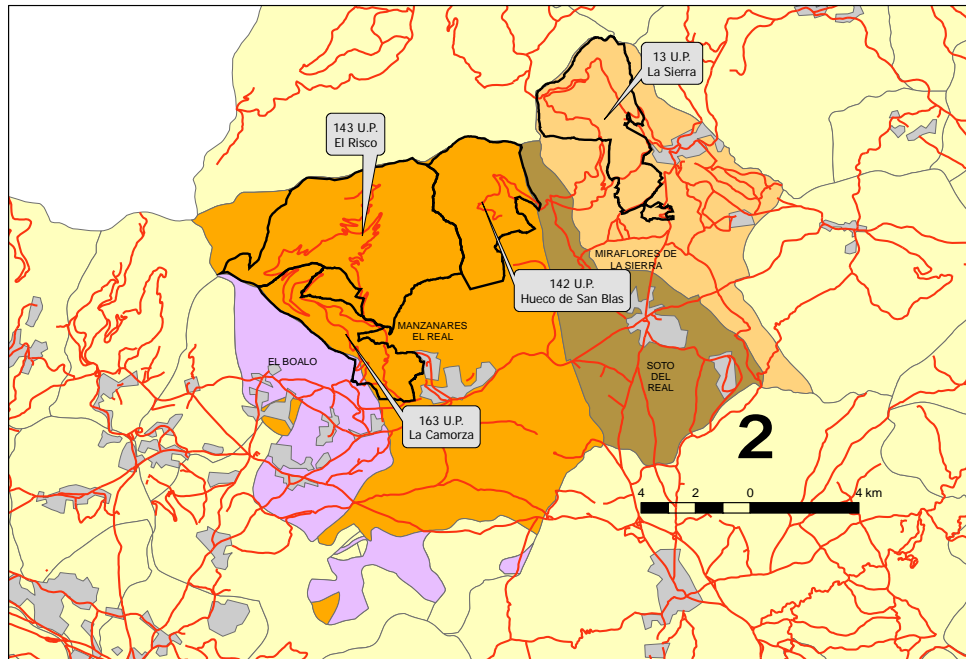 13 U.P.
La Sierra
143 U.P.
El Risco
MIRAFLORES DE
LA SIERRA
142 U.P.
Hueco de San Blas
MANZANARES
EL REAL
EL BOALO
SOTO
DEL
REAL
163 U.P.
La Camorza
2
4 2 0 4 km